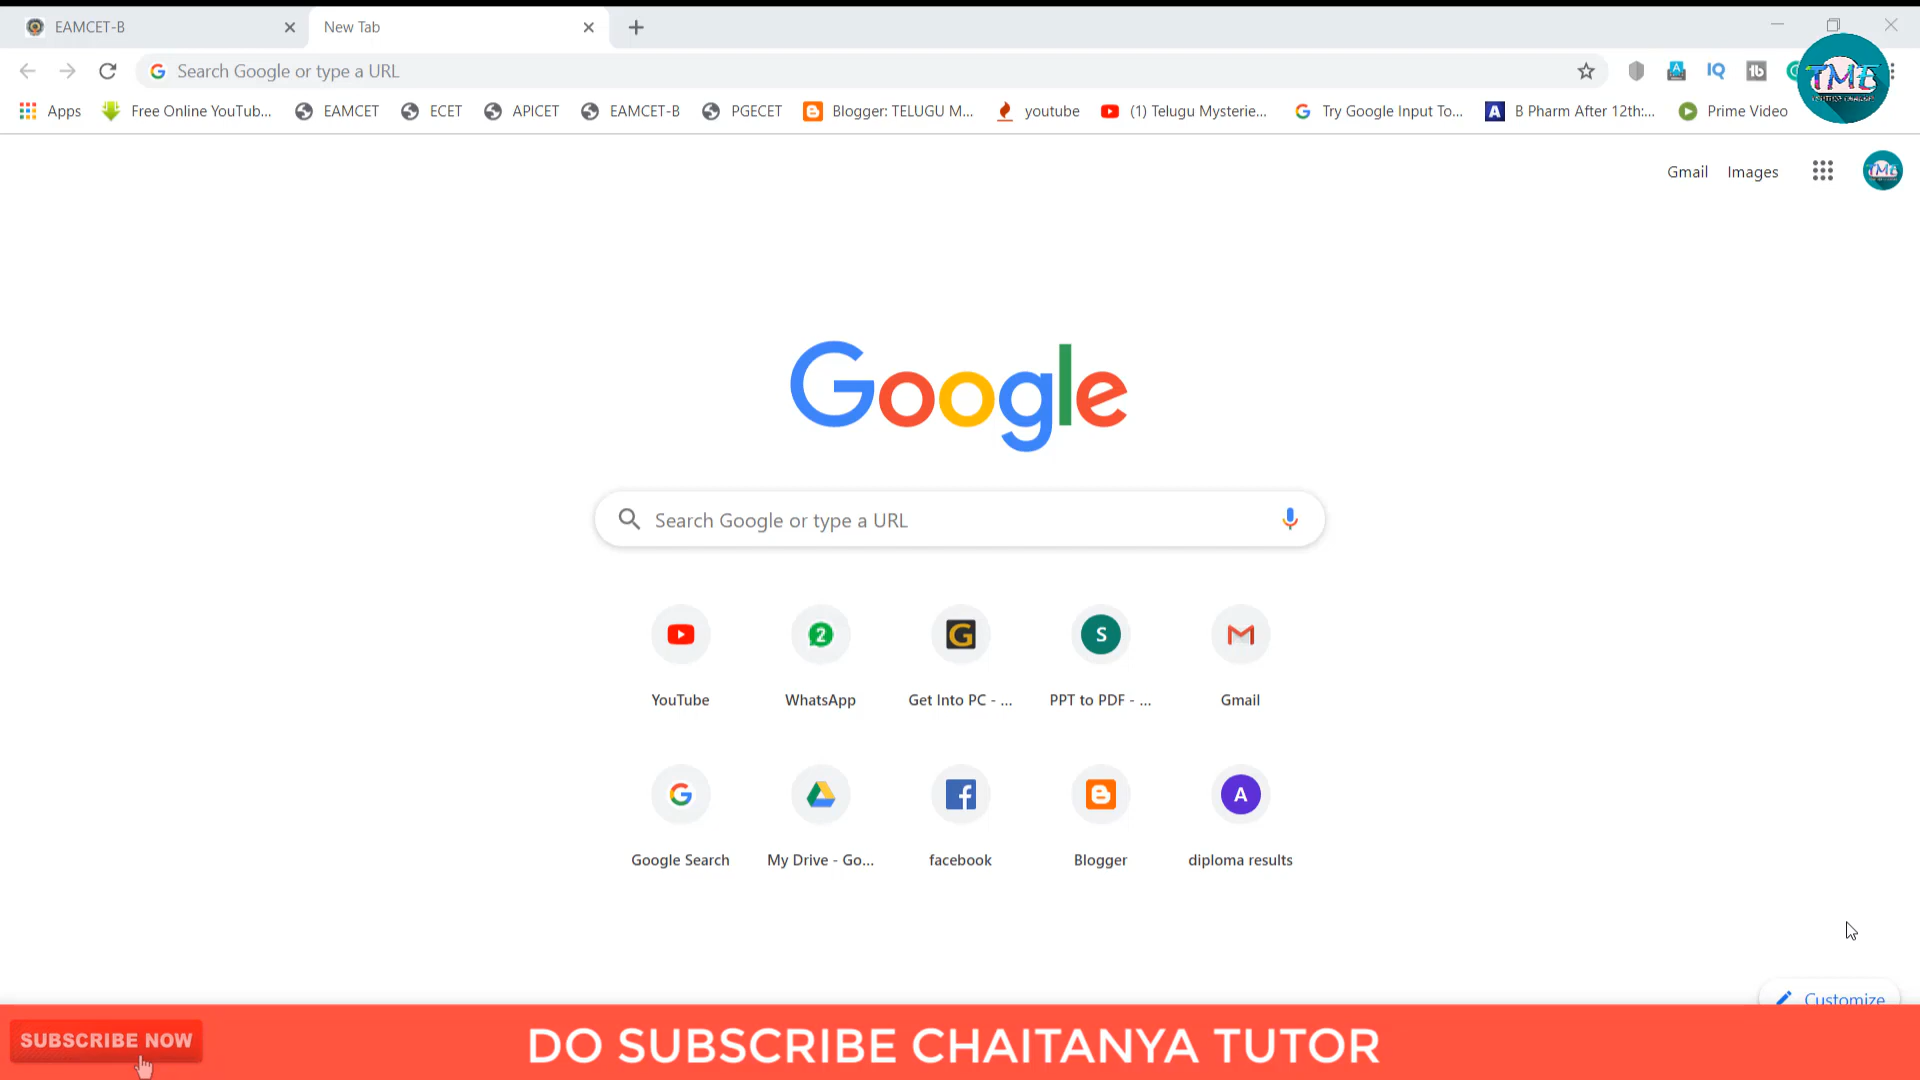 EAMCET-B
New Tab
Search Google or type a URL
Apps
Free Online YouTub...
EAMCET
ECET
APICET
EAMCET-B
PGECET
Blogger: TELUGU M...
youtube
(1) Telugu Mysterie...
Try Google Input To...
B Pharm After 12th:...
Prime Video
TME
Gmail
Images
Google
Search Google or type a URL
YouTube
WhatsApp
Get Into PC - ...
PPT to PDF - ...
Gmail
Google Search
My Drive - Go...
facebook
Blogger
diploma results
Customize
SUBSCRIBE NOW
DO SUBSCRIBE CHAITANYA TUTOR